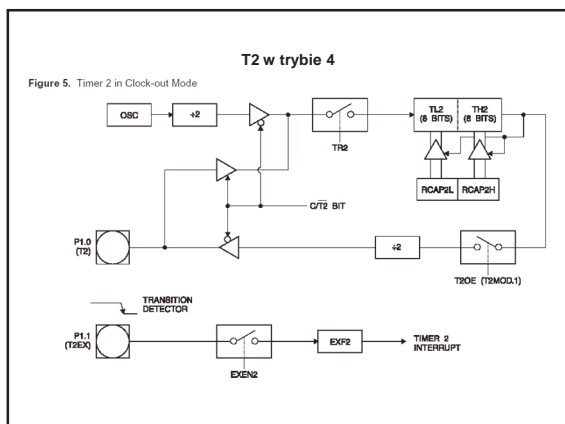 T2 w trybie 4
Figure 5. Timer 2 in Clock-out Mode
OSC
÷2
TR2
TL2
(8 BITS)
TH2
(8 BITS)
RCAP2L
RCAP2H
C/T2 BIT
P1.0
(T2)
÷2
T2OE (T2MOD.1)
TRANSITION
DETECTOR
P1.1
(T2EX)
EXEN2
EXF2
TIMER 2
INTERRUPT